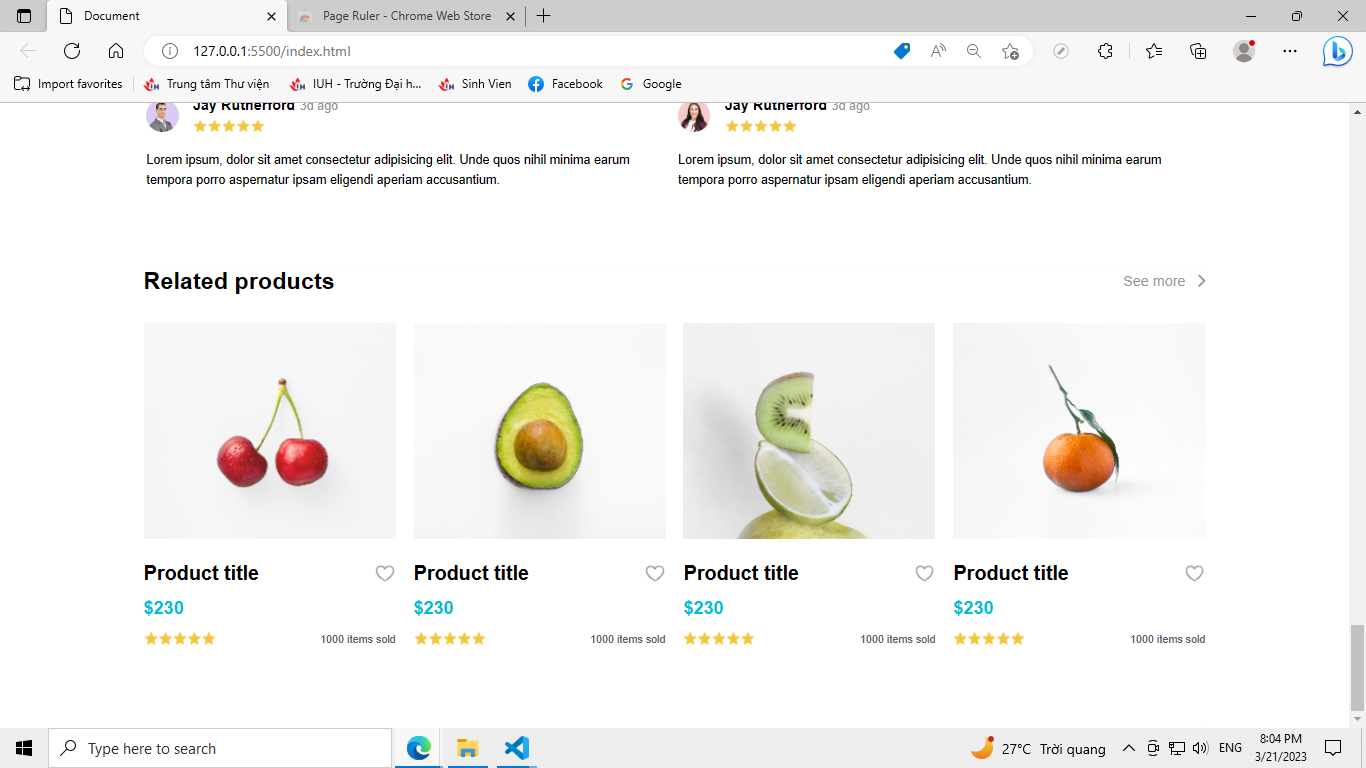 Document
Page Ruler - Chrome Web Store
127.0.0.1:5500/index.html
Import favorites
Trung tâm Thư viện
IUH - Trường Đại h...
Sinh Vien
Facebook
Google
Jay Rutherford 3d ago
Jay Rutherford 3d ago
Lorem ipsum, dolor sit amet consectetur adipisicing elit. Unde quos nihil minima earum
tempora porro aspernatur ipsam eligendi aperiam accusantium.
Lorem ipsum, dolor sit amet consectetur adipisicing elit. Unde quos nihil minima earum
tempora porro aspernatur ipsam eligendi aperiam accusantium.
Related products
See more
Product title
Product title
Product title
Product title
$230
$230
$230
$230
1000 items sold
1000 items sold
1000 items sold
1000 items sold
Type here to search
27°C Trời quang
ENG
8:04 PM
3/21/2023